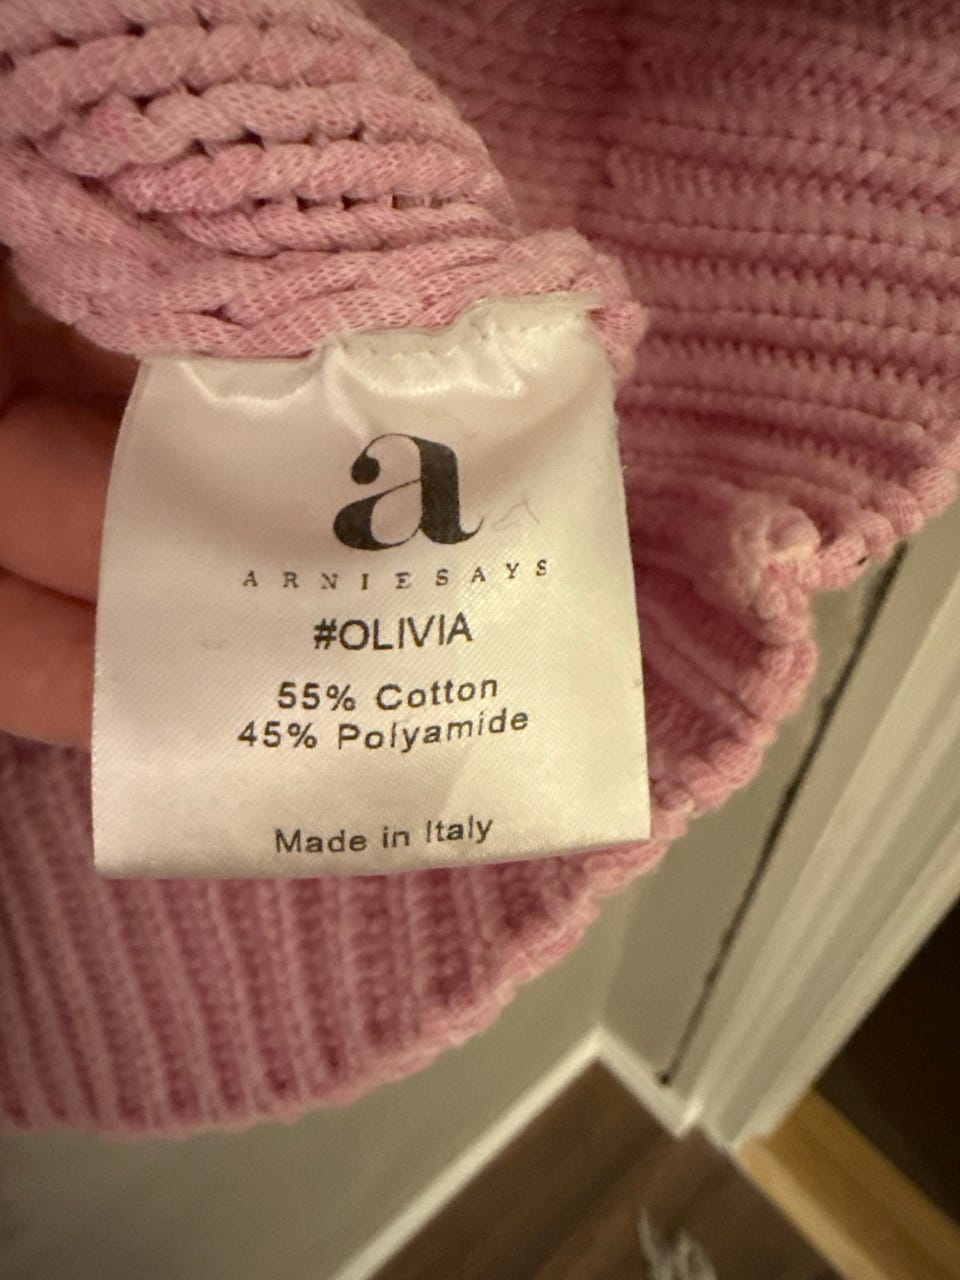 a
ARNIESAYS
#OLIVIA
55% Cotton
45% Polyamide
Made in Italy